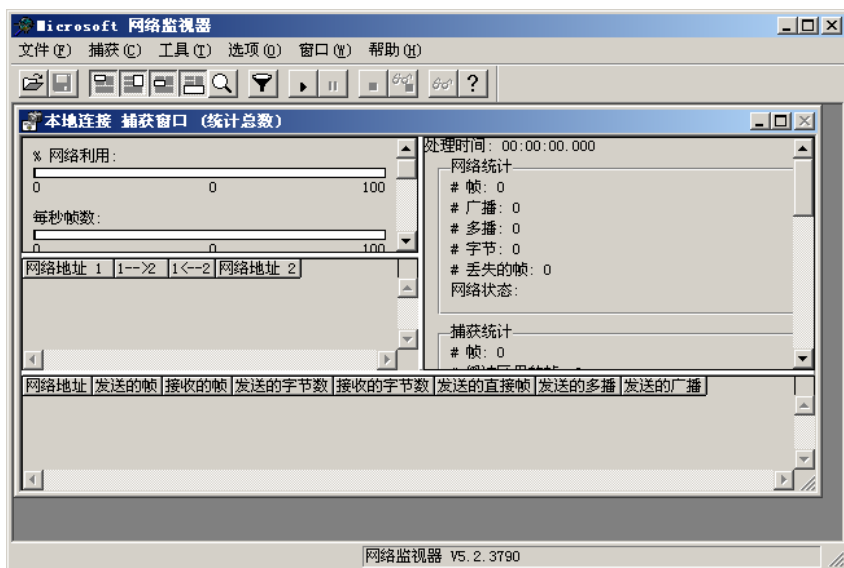 Microsoft 网络监视器
文件(F) 捕获(C) 工具(T) 选项(O) 窗口(W) 帮助(H)
本地连接 捕获窗口 (统计总数)
% 网络利用:
0 0 100
每秒帧数:
0 0 100
处理时间: 00:00:00.000
网络统计
# 帧: 0
# 广播: 0
# 多播: 0
# 字节: 0
# 丢失的帧: 0
网络状态:
捕获统计
# 帧: 0
网络地址 1 1-->2 1<--2 网络地址 2
网络地址 发送的帧 接收的帧 发送的字节数 接收的字节数 发送的直接帧 发送的多播 发送的广播
网络监视器 V5.2.3790